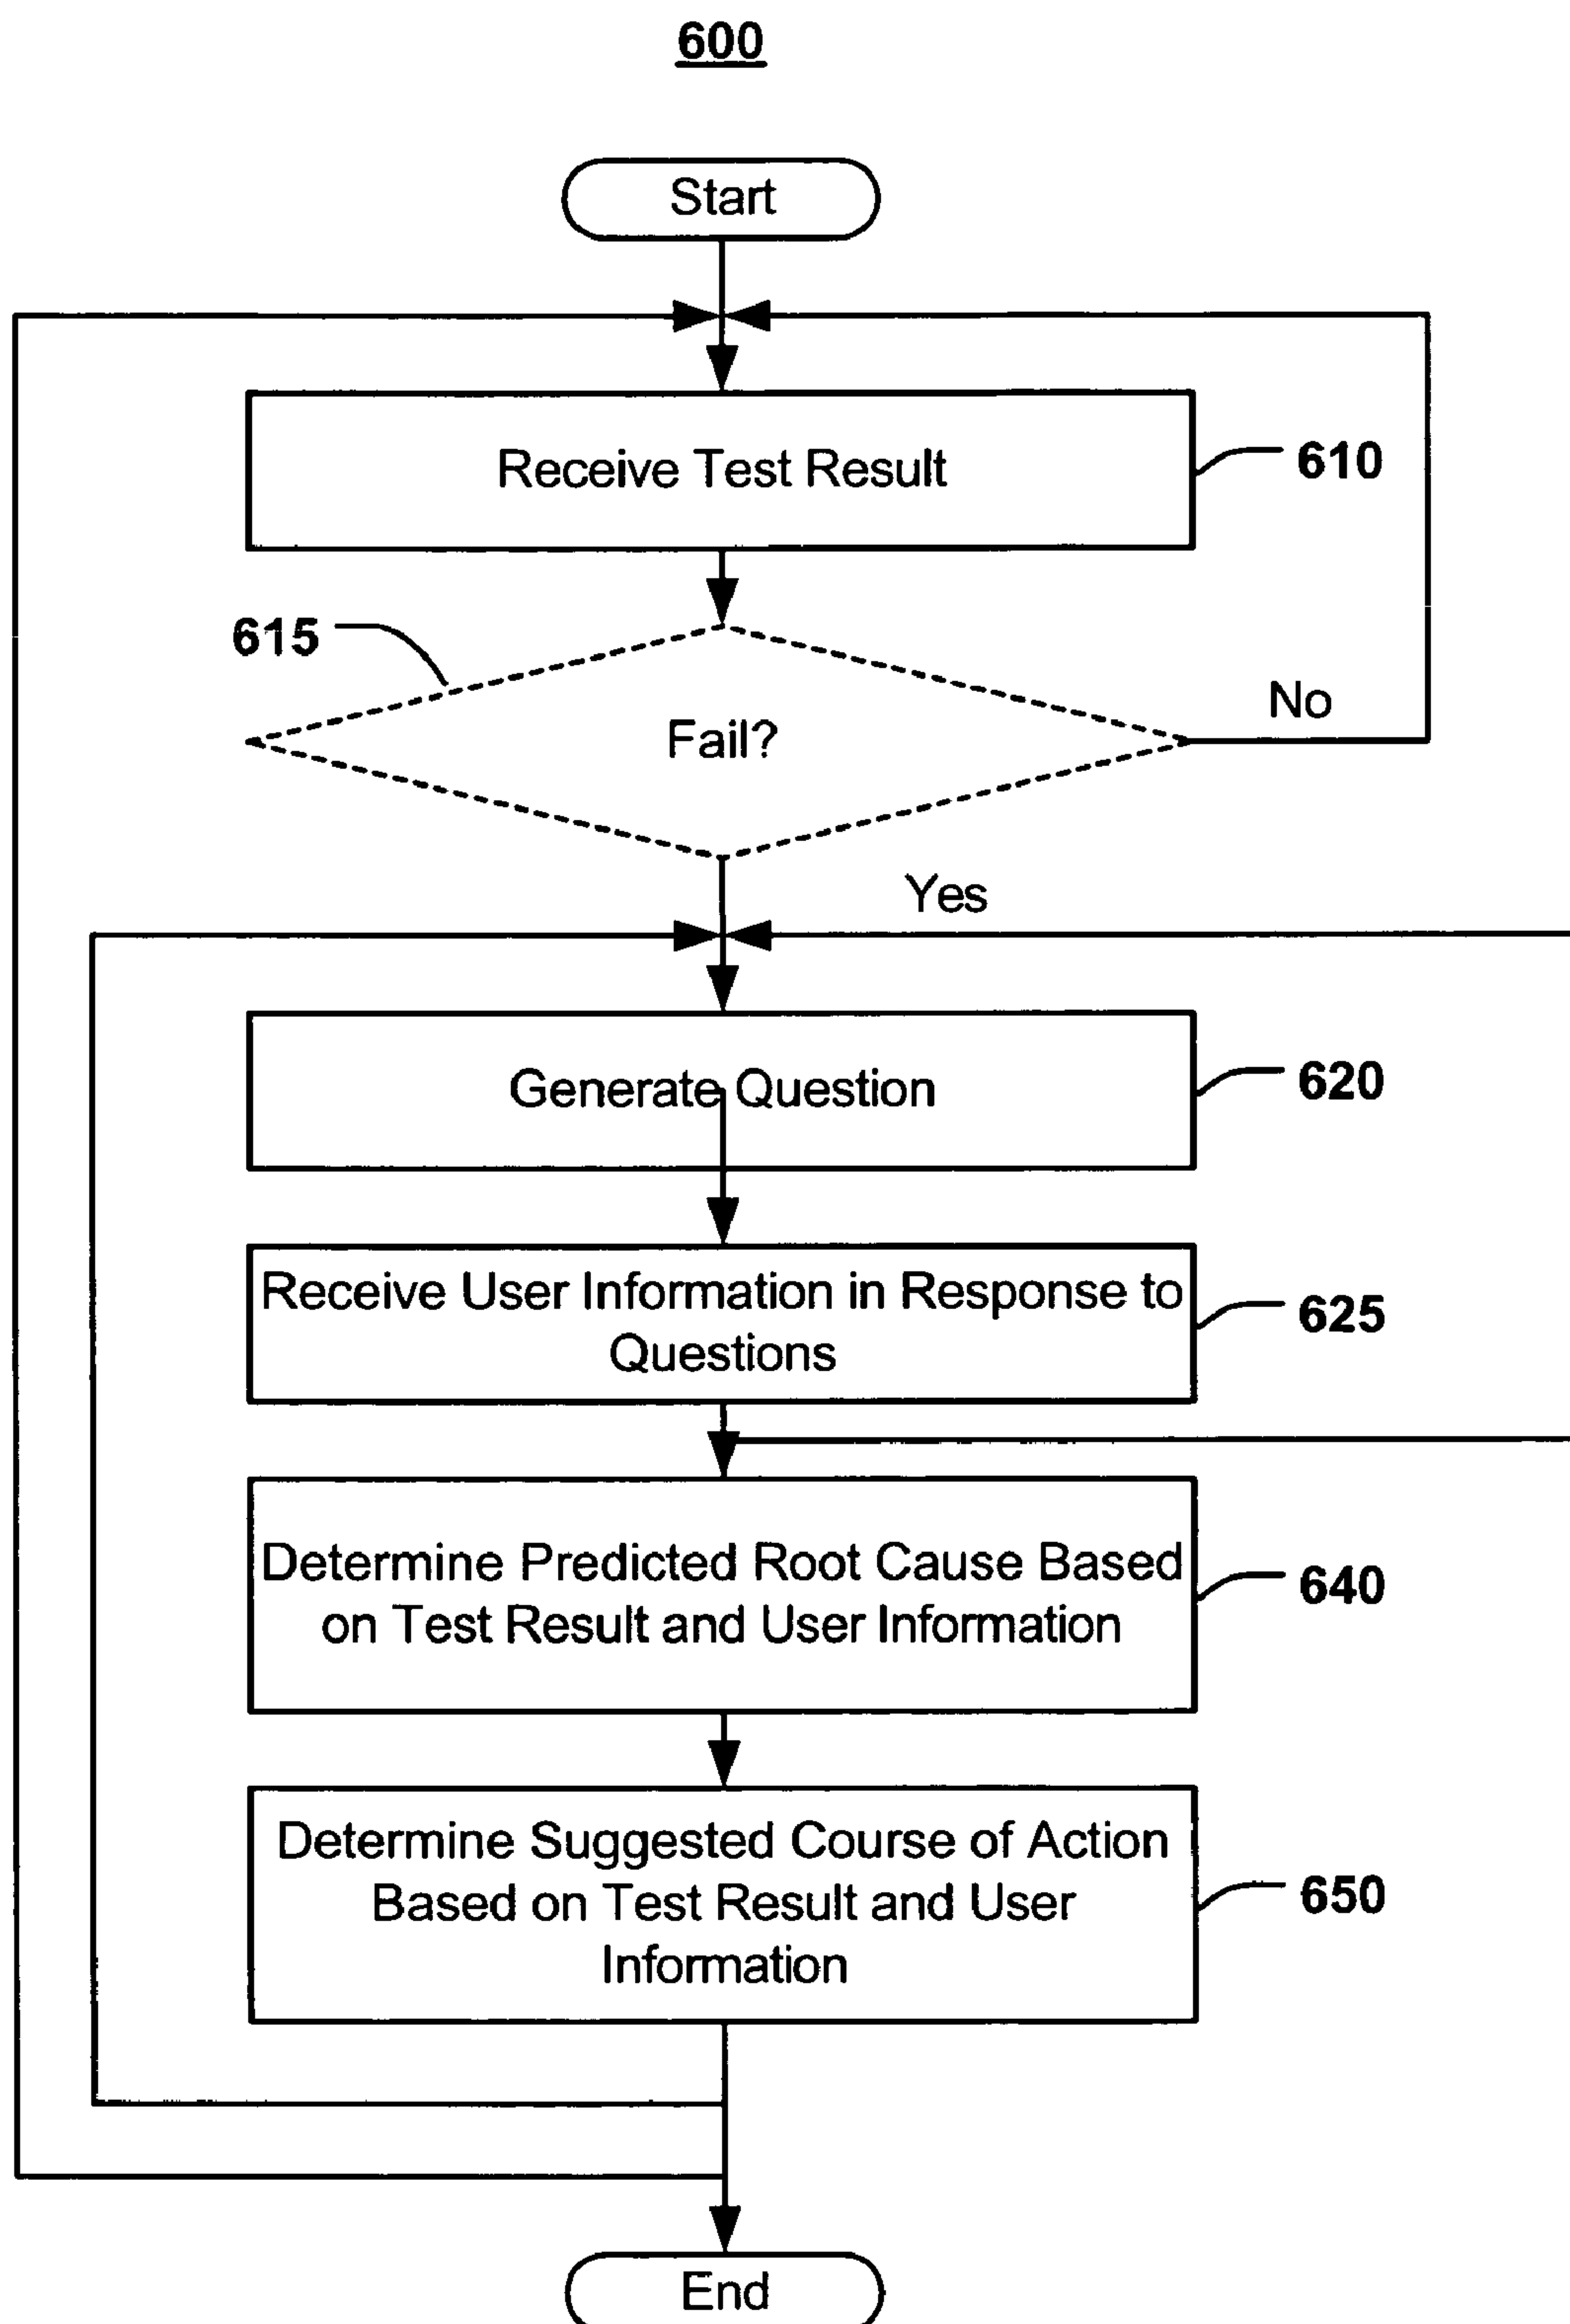 600
Start
Receive Test Result
610
615
Fail?
No
Yes
Generate Question
620
Receive User Information in Response to
Questions
625
Determine Predicted Root Cause Based
on Test Result and User Information
640
Determine Suggested Course of Action
Based on Test Result and User
Information
650
End